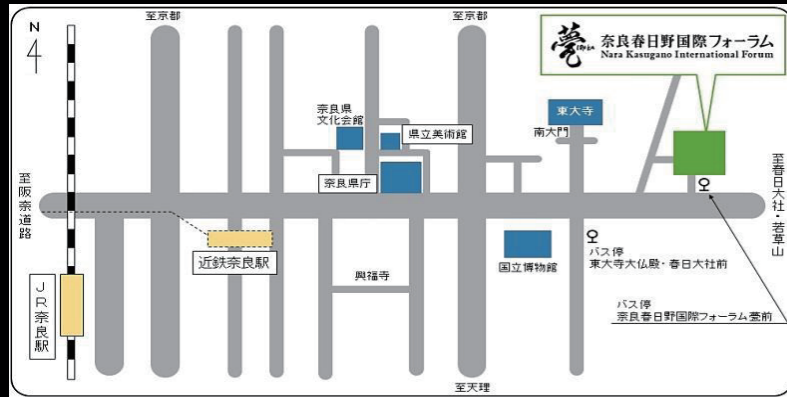 N
至京都
至京都
甍
奈良春日野国際フォーラム
Nara Kasugano International Forum
奈良県
文化会館
県立美術館
東大寺
南大門
奈良県庁
至阪奈道路
至春日大社・若草山
近鉄奈良駅
国立博物館
バス停
東大寺大仏殿・春日大社前
興福寺
JR奈良駅
バス停
奈良春日野国際フォーラム甍前
至天理